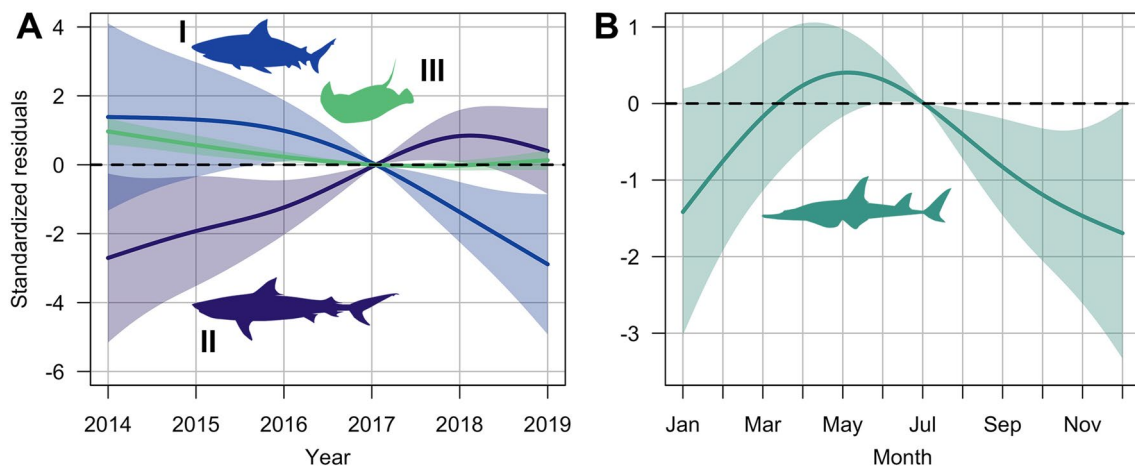 A
B
I
III
II
4
2
0
-2
-4
-6
Standardized residuals
2014 2015 2016 2017 2018 2019
Year
1
0
-1
-2
-3
Jan Mar May Jul Sep Nov
Month